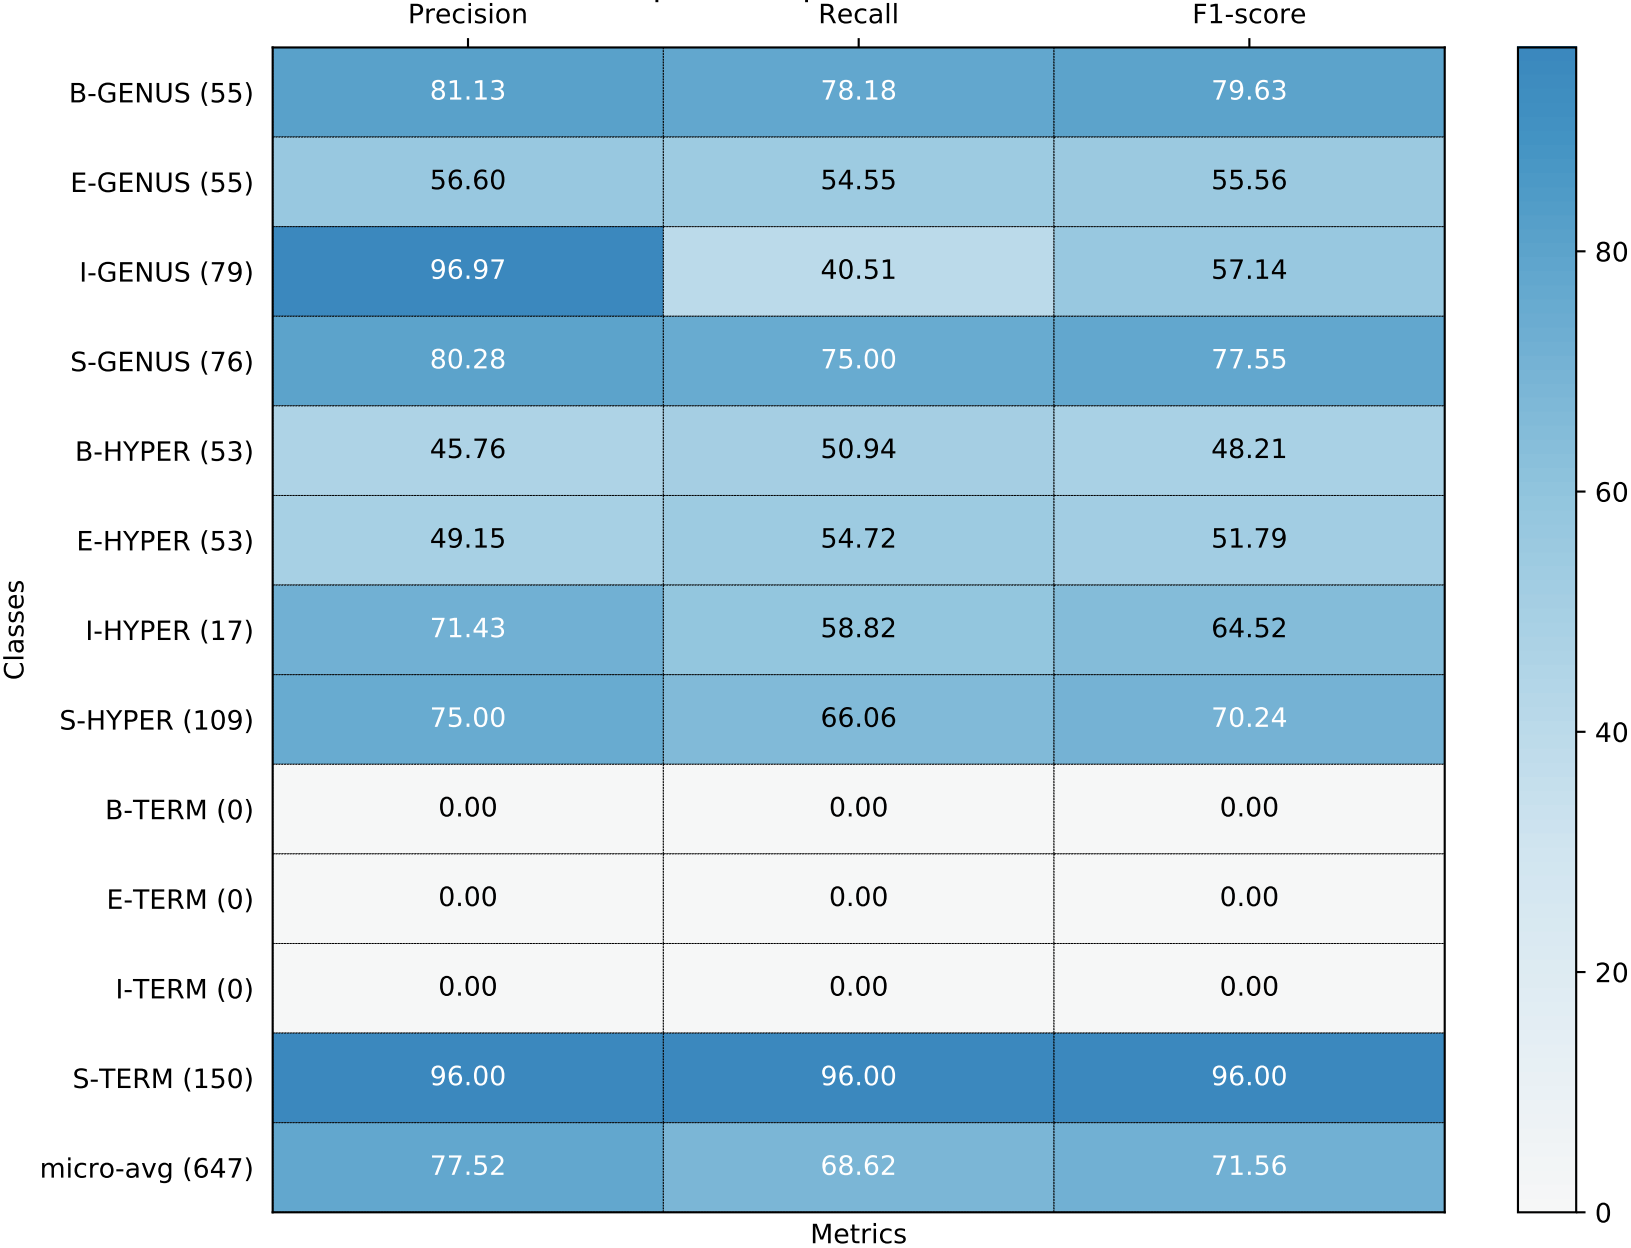 Precision Recall F1-score
B-GENUS (55) 81.13 78.18 79.63
E-GENUS (55) 56.60 54.55 55.56
I-GENUS (79) 96.97 40.51 57.14
S-GENUS (76) 80.28 75.00 77.55
B-HYPER (53) 45.76 50.94 48.21
E-HYPER (53) 49.15 54.72 51.79
I-HYPER (17) 71.43 58.82 64.52
S-HYPER (109) 75.00 66.06 70.24
B-TERM (0) 0.00 0.00 0.00
E-TERM (0) 0.00 0.00 0.00
I-TERM (0) 0.00 0.00 0.00
S-TERM (150) 96.00 96.00 96.00
micro-avg (647) 77.52 68.62 71.56
Classes
Metrics
80
60
40
20
0